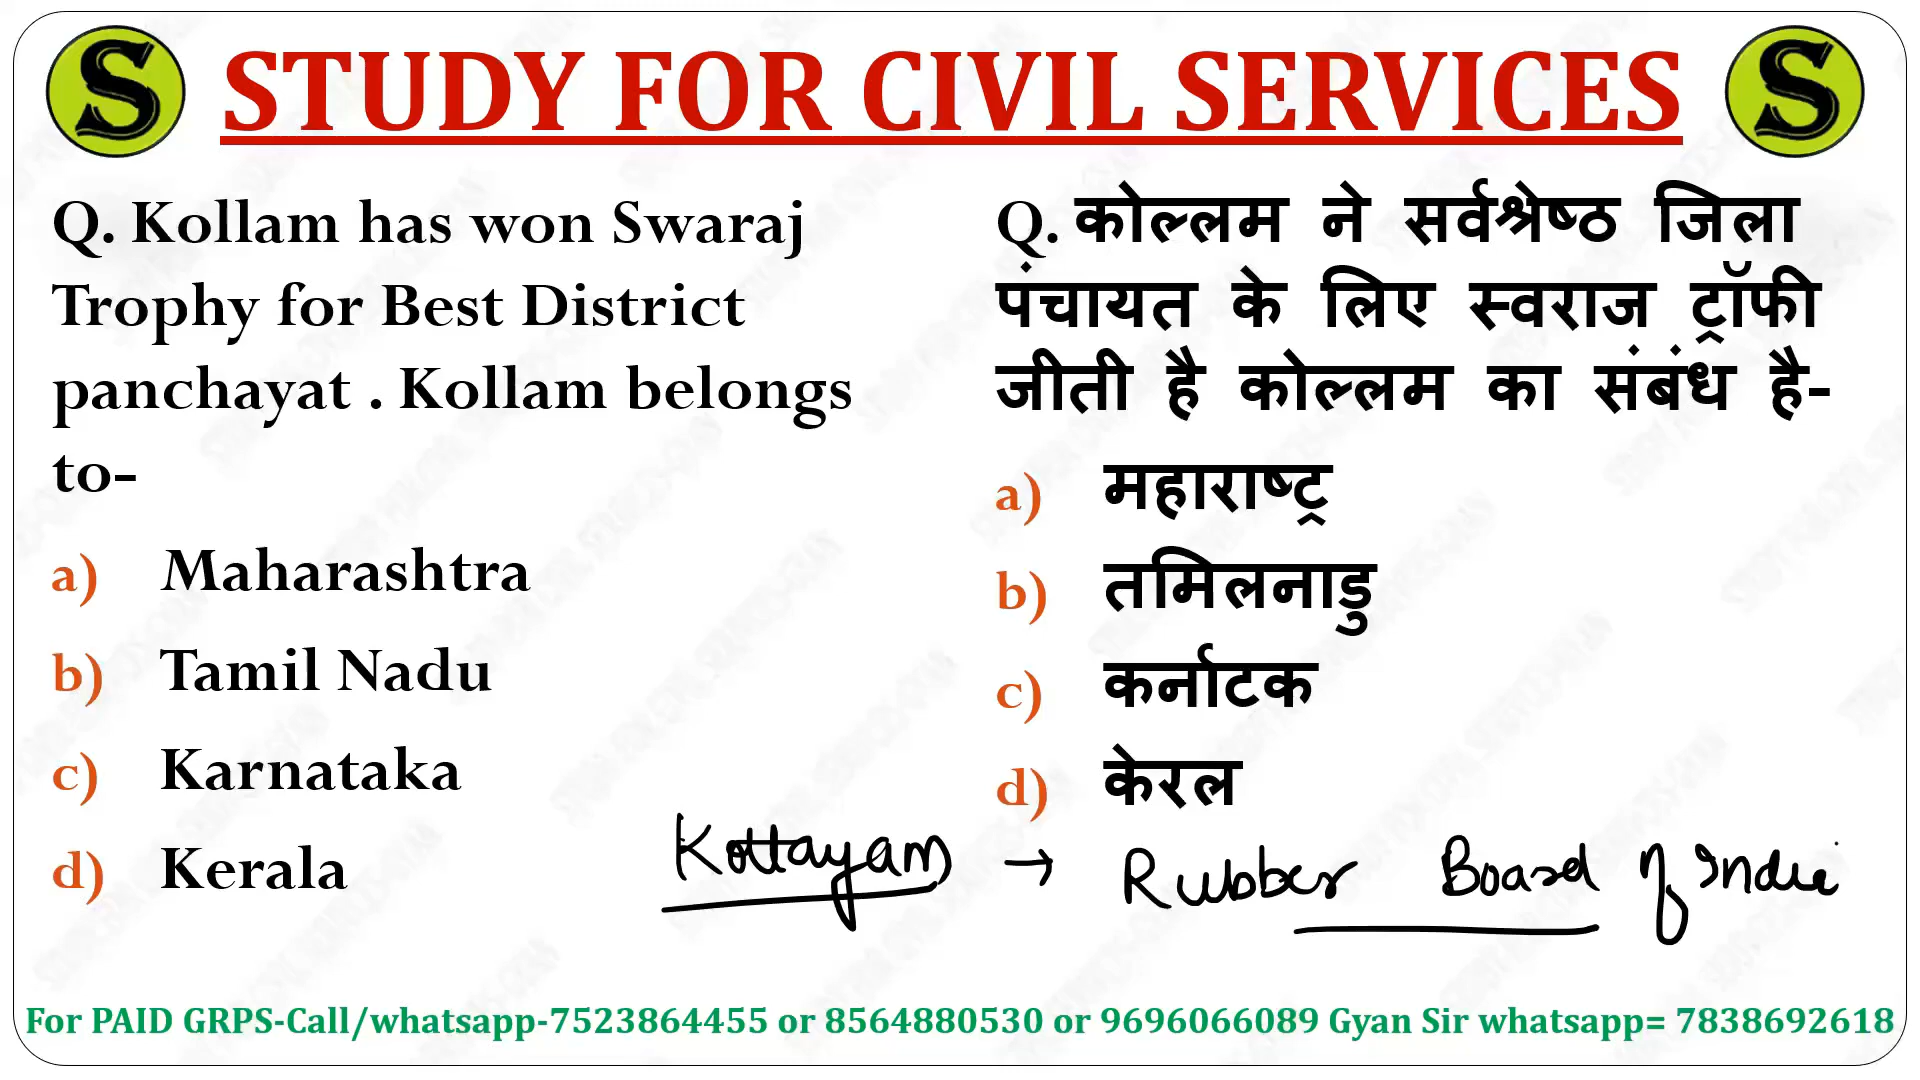 S STUDY FOR CIVIL SERVICES S
Q. Kollam has won Swaraj
Trophy for Best District
panchayat . Kollam belongs
to-
a) Maharashtra
b) Tamil Nadu
c) Karnataka
d) Kerala
Q. कोल्लम ने सर्वश्रेष्ठ जिला
पंचायत के लिए स्वराज ट्रॉफी
जीती है कोल्लम का संबंध है-
a) महाराष्ट्र
b) तमिलनाडु
c) कर्नाटक
d) केरल
Kottayam → Rubber Board of India
For PAID GRPS-Call/whatsapp-7523864455 or 8564880530 or 9696066089 Gyan Sir whatsapp= 7838692618